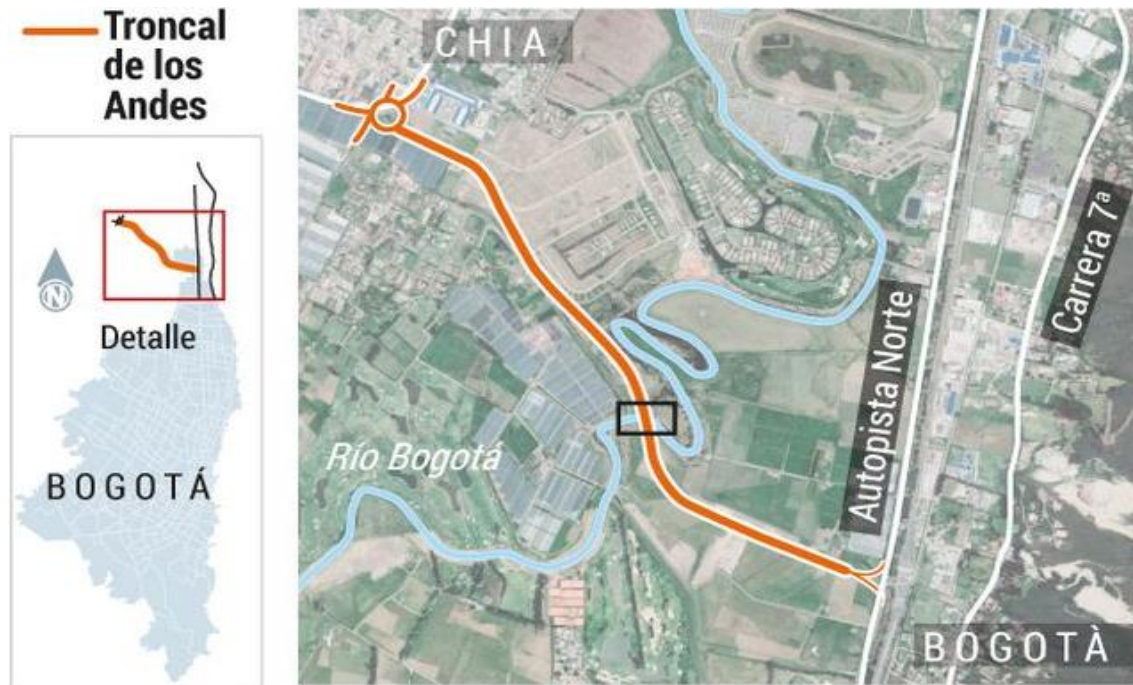 Troncal
de los
Andes
N
Detalle
BOGOTÁ
CHIA
Río Bogotá
Autopista Norte
Carrera 7ª
BOGOTÀ